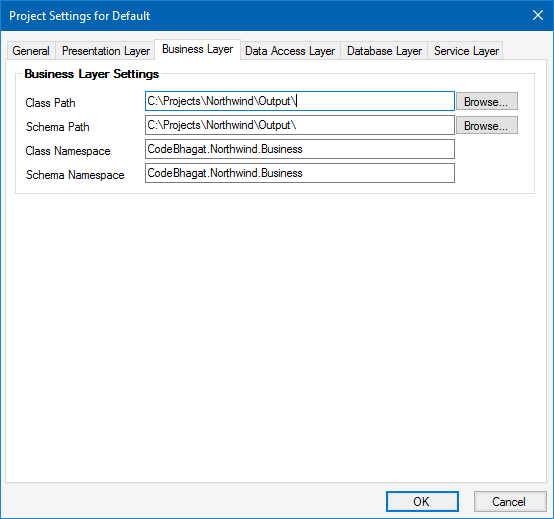 Project Settings for Default
General Presentation Layer Business Layer Data Access Layer Database Layer Service Layer
Business Layer Settings
Class Path C:\Projects\Northwind\Output\ Browse...
Schema Path C:\Projects\Northwind\Output\ Browse...
Class Namespace CodeBhagat.Northwind.Business
Schema Namespace CodeBhagat.Northwind.Business
OK Cancel